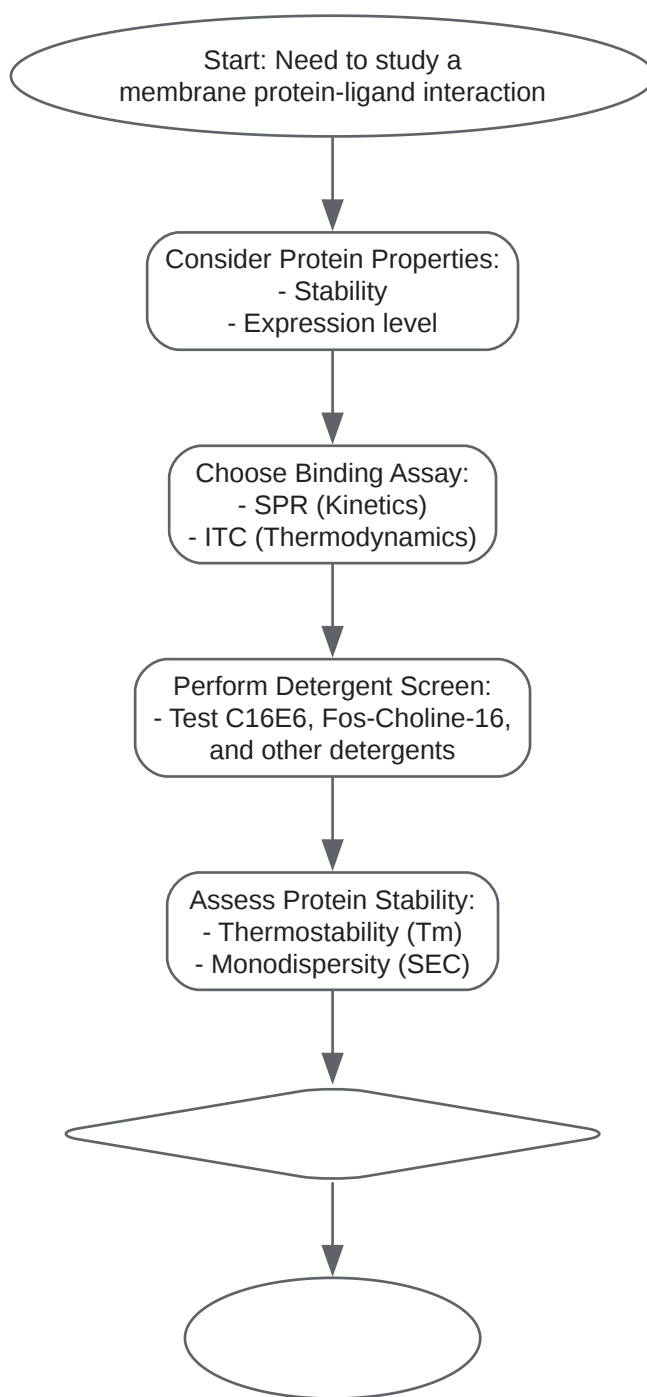 Start: Need to study a
membrane protein-ligand interaction
Consider Protein Properties:
- Stability
- Expression level
Choose Binding Assay:
- SPR (Kinetics)
- ITC (Thermodynamics)
Perform Detergent Screen:
- Test C16E6, Fos-Choline-16,
and other detergents
Assess Protein Stability:
- Thermostability (Tm)
- Monodispersity (SEC)